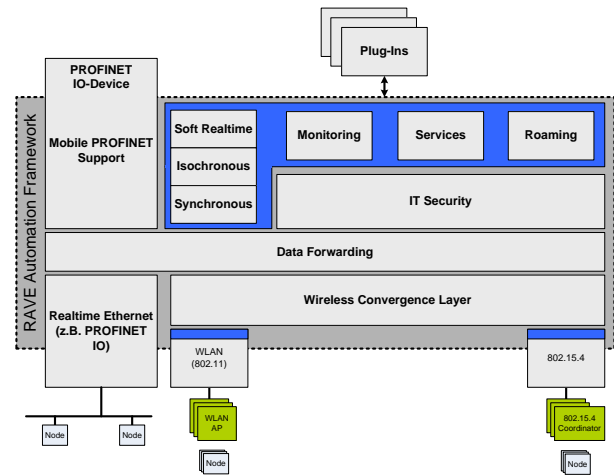 Plug-Ins
PROFINET
IO-Device
Mobile PROFINET
Support
Soft Realtime
Isochronous
Synchronous
Monitoring
Services
Roaming
IT Security
RAVE Automation Framework
Data Forwarding
Realtime Ethernet
(z.B. PROFINET
IO)
Wireless Convergence Layer
WLAN
(802.11)
802.15.4
Node
Node
WLAN
AP
802.15.4
Coordinator
Node
Node